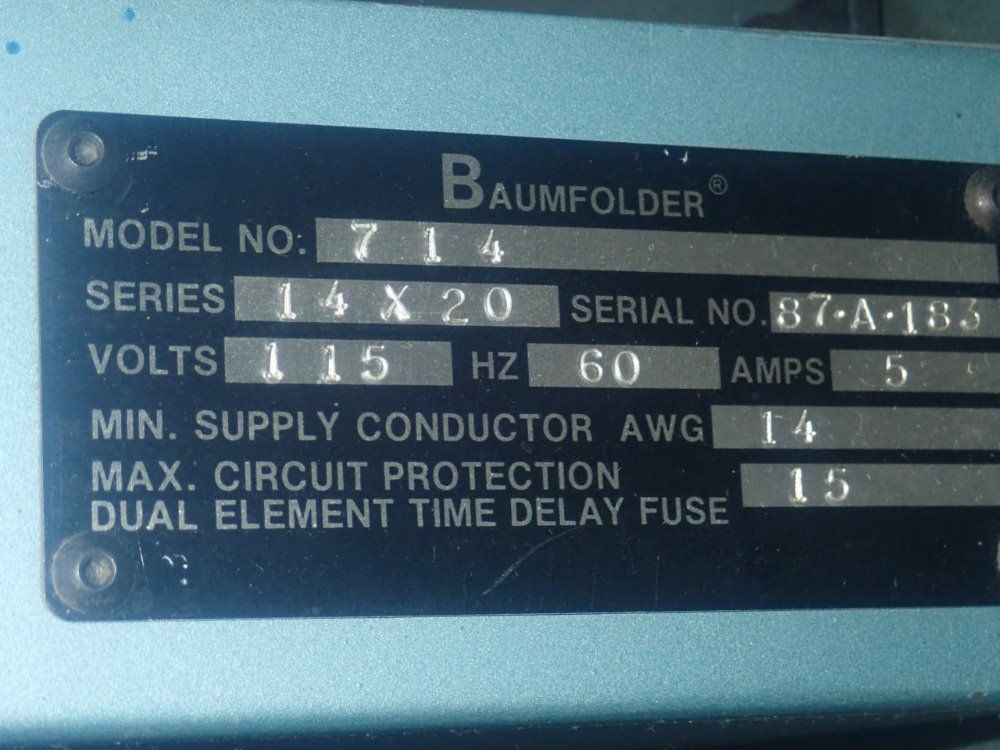 BAUMFOLDER®
MODEL NO: 714
SERIES 14 X 20 SERIAL NO. 87·A·183
VOLTS 115 HZ 60 AMPS 5
MIN. SUPPLY CONDUCTOR AWG 14
MAX. CIRCUIT PROTECTION
DUAL ELEMENT TIME DELAY FUSE 15